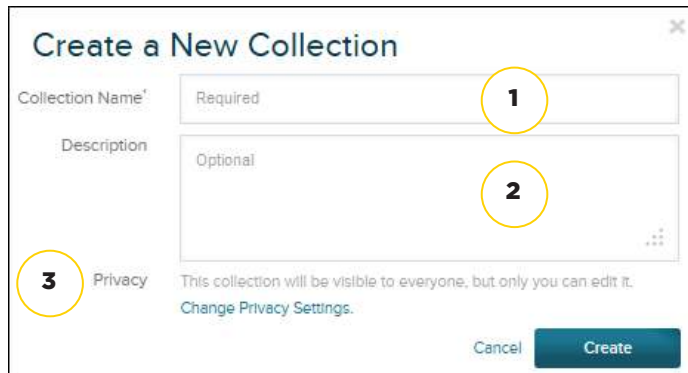 Create a New Collection
×
Collection Name* Required 1
Description Optional 2
3 Privacy This collection will be visible to everyone, but only you can edit it.
Change Privacy Settings.
Cancel Create